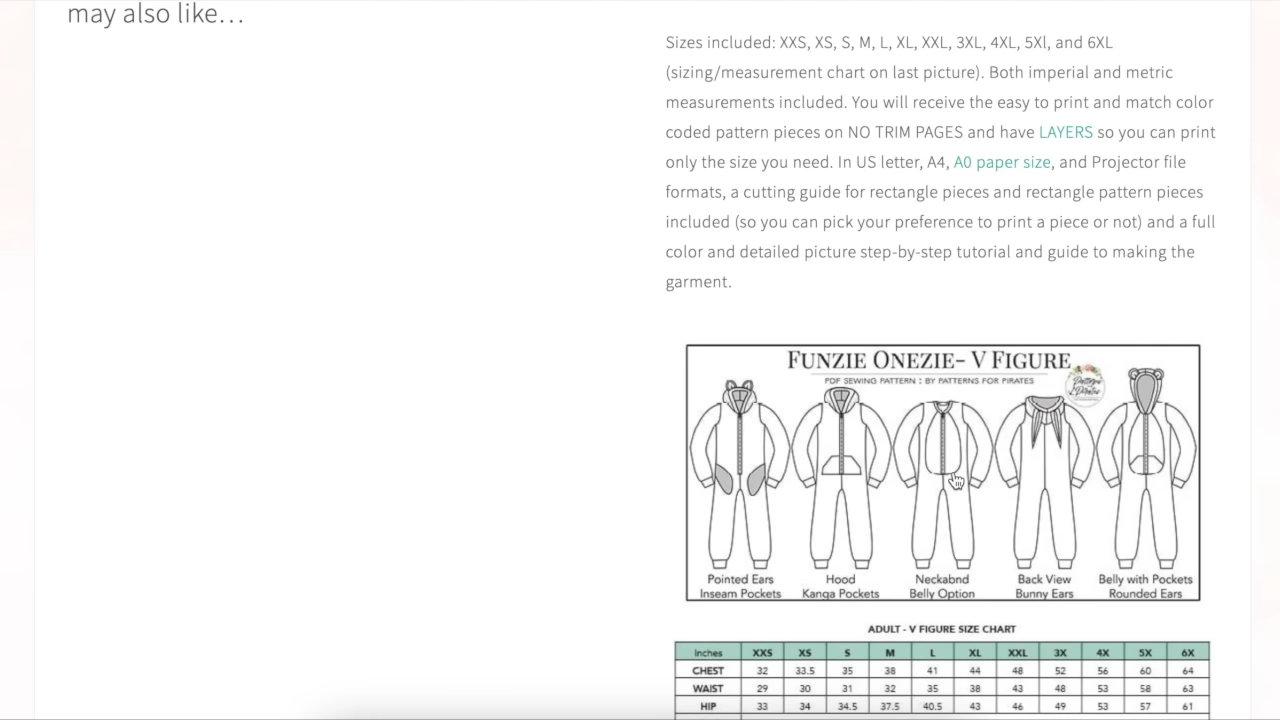 may also like...
Sizes included: XXS, XS, S, M, L, XL, XXL, 3XL, 4XL, 5Xl, and 6XL
(sizing/measurement chart on last picture). Both imperial and metric
measurements included. You will receive the easy to print and match color
coded pattern pieces on NO TRIM PAGES and have LAYERS so you can print
only the size you need. In US letter, A4, A0 paper size, and Projector file
formats, a cutting guide for rectangle pieces and rectangle pattern pieces
included (so you can pick your preference to print a piece or not) and a full
color and detailed picture step-by-step tutorial and guide to making the
garment.
FUNZIE ONEZIE- V FIGURE
PDF SEWING PATTERN : BY PATTERNS FOR PIRATES
Patterns
4 Pirates
Pointed Ears Hood Neckabnd Back View Belly with Pockets
Inseam Pockets Kanga Pockets Belly Option Bunny Ears Rounded Ears
ADULT - V FIGURE SIZE CHART
Inches XXS XS S M L XL XXL 3X 4X 5X 6X
CHEST 32 33.5 35 38 41 44 48 52 56 60 64
WAIST 29 30 31 32 35 38 43 48 53 58 63
HIP 33 34 34.5 37.5 40.5 43 46 49 53 57 61